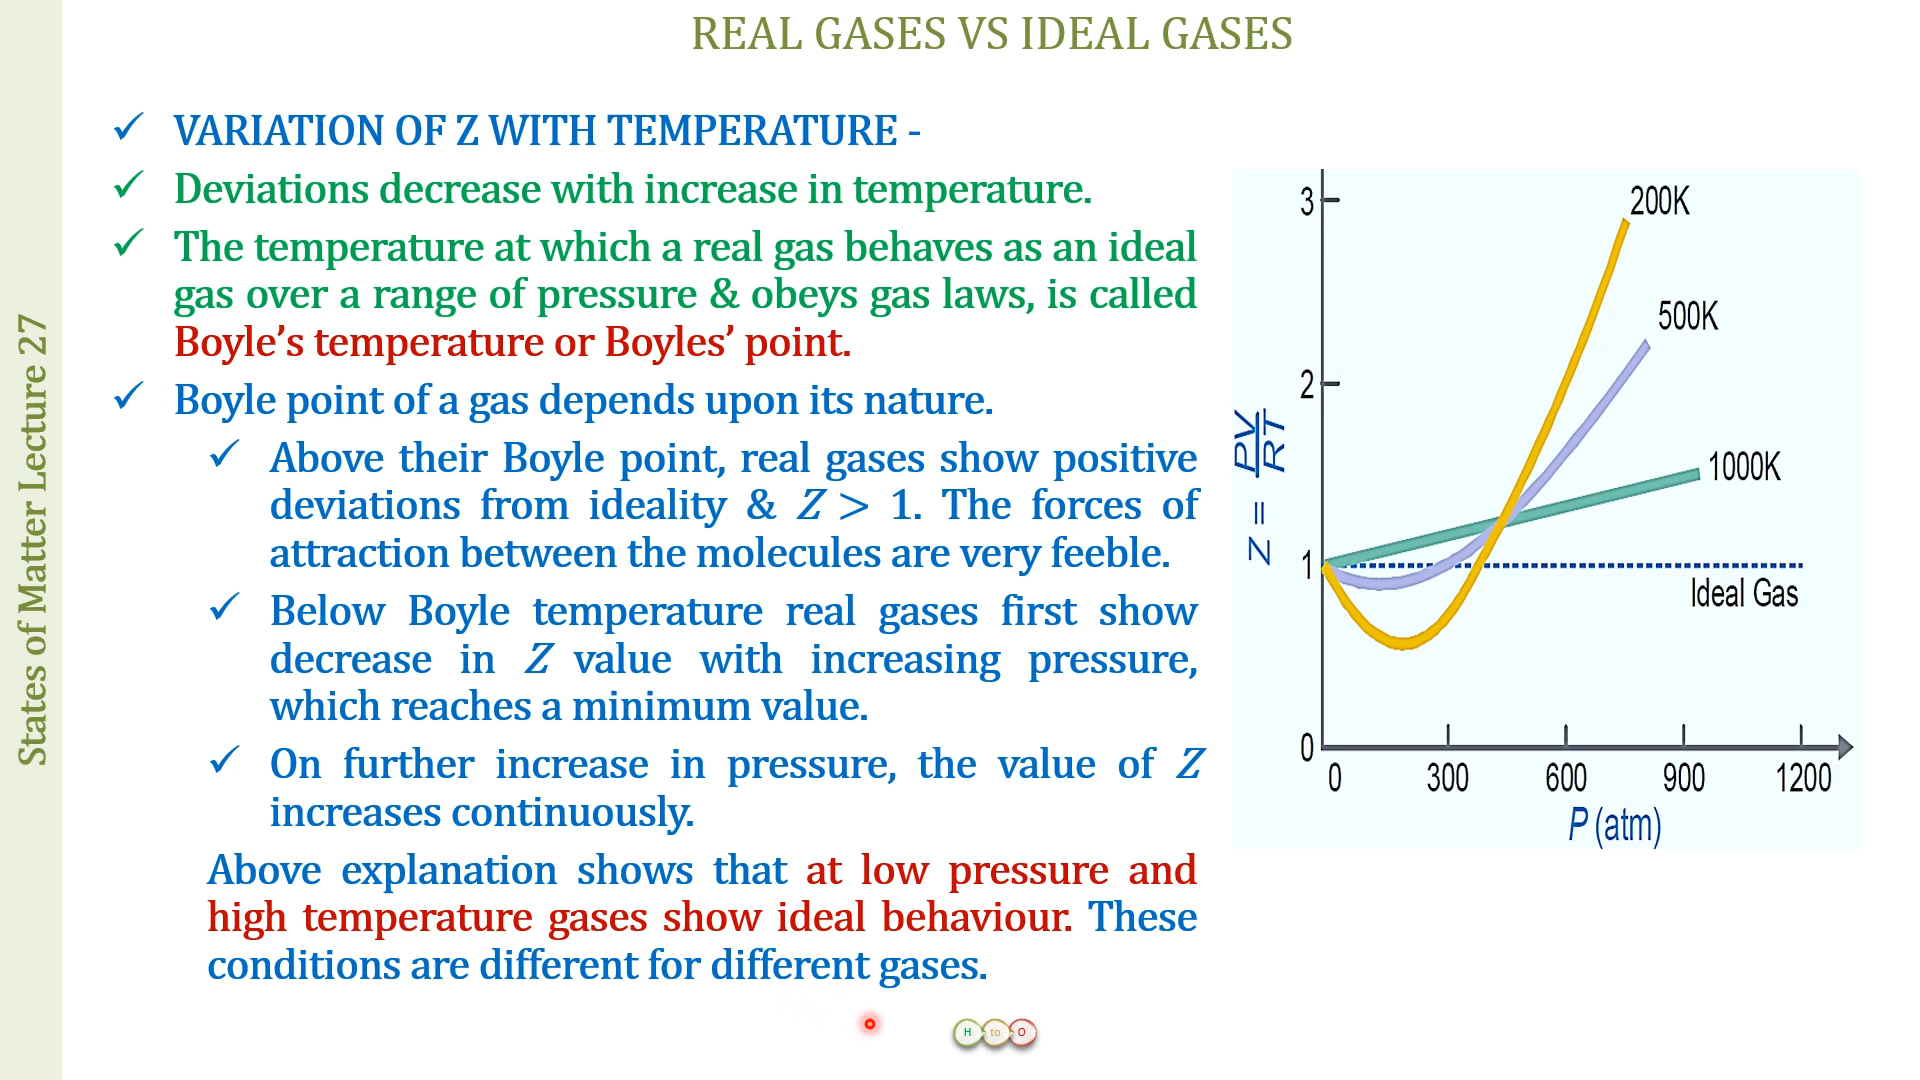 REAL GASES VS IDEAL GASES
States of Matter Lecture 27
✓ VARIATION OF Z WITH TEMPERATURE -
✓ Deviations decrease with increase in temperature.
✓ The temperature at which a real gas behaves as an ideal
gas over a range of pressure & obeys gas laws, is called
Boyle’s temperature or Boyles’ point.
✓ Boyle point of a gas depends upon its nature.
✓ Above their Boyle point, real gases show positive
deviations from ideality & Z > 1. The forces of
attraction between the molecules are very feeble.
✓ Below Boyle temperature real gases first show
decrease in Z value with increasing pressure,
which reaches a minimum value.
✓ On further increase in pressure, the value of Z
increases continuously.
Above explanation shows that at low pressure and
high temperature gases show ideal behaviour. These
conditions are different for different gases.
3
200K
500K
2
Z = PV/RT
1000K
1
Ideal Gas
0
0 300 600 900 1200
P (atm)
H to O